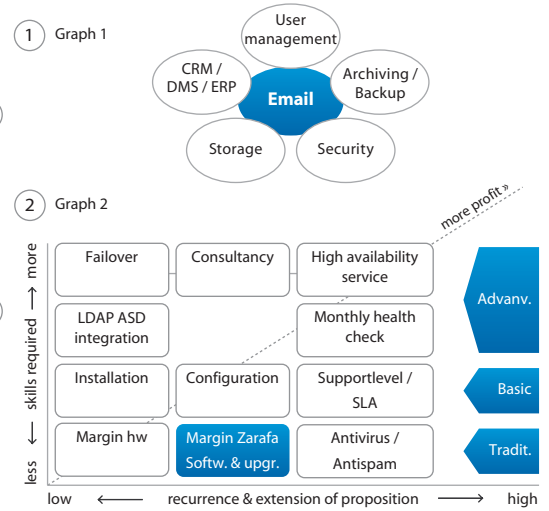 1 Graph 1
User
management
CRM /
DMS / ERP
Archiving /
Backup
Email
Storage
Security
2 Graph 2
more profit »
more
skills required
less
Failover
Consultancy
High availability
service
Advanv.
LDAP ASD
integration
Monthly health
check
Installation
Configuration
Supportlevel /
SLA
Basic
Margin hw
Margin Zarafa
Softw. & upgr.
Antivirus /
Antispam
Tradit.
low
recurrence & extension of proposition
high